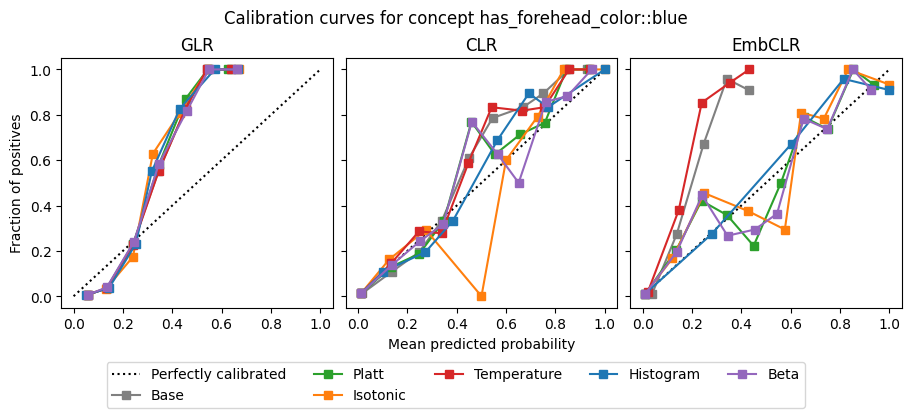 Calibration curves for concept has_forehead_color::blue
GLR
CLR
EmbCLR
Fraction of positives
1.0
0.8
0.6
0.4
0.2
0.0
0.0 0.2 0.4 0.6 0.8 1.0
0.0 0.2 0.4 0.6 0.8 1.0
0.0 0.2 0.4 0.6 0.8 1.0
Mean predicted probability
Perfectly calibrated Platt Temperature Histogram Beta
Base Isotonic